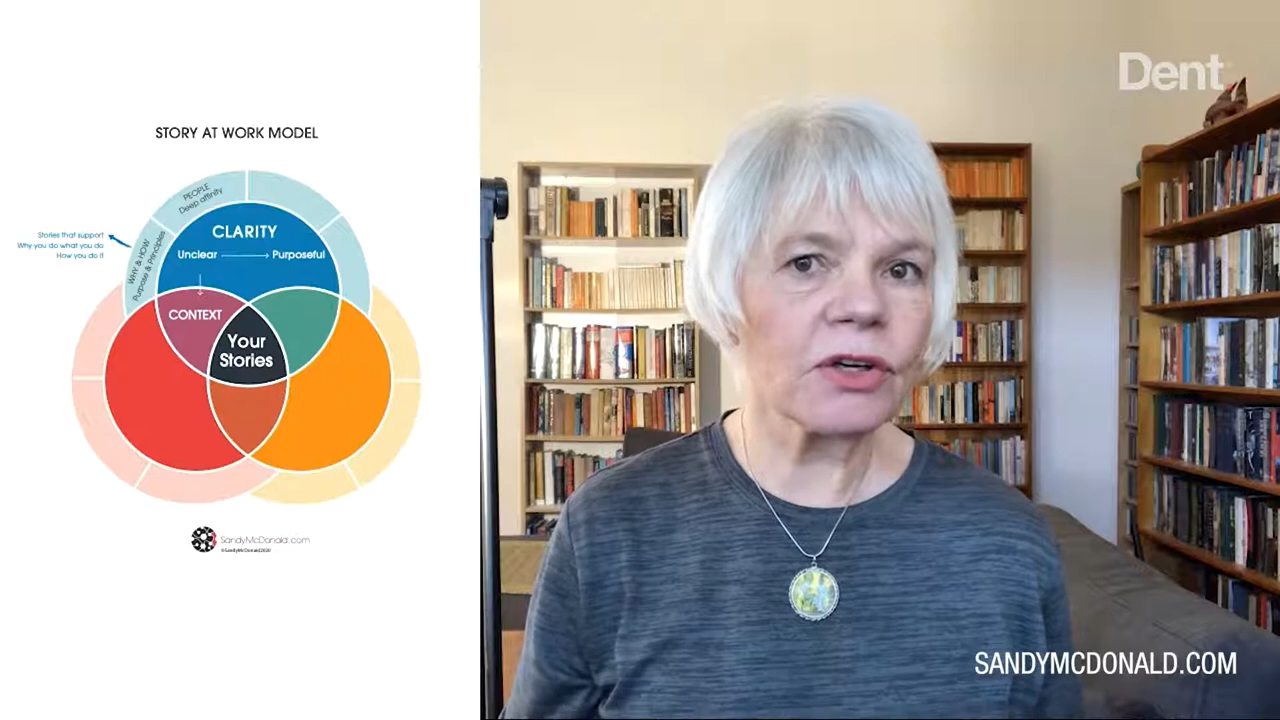 STORY AT WORK MODEL
PEOPLE
Deep affinity
WHY & HOW
Purpose & Principles
Stories that support
Why you do what you do
How you do it
CLARITY
Unclear
Purposeful
CONTEXT
Your
Stories
SandyMcDonald.com
©SandyMcDonald2020
Dent
SANDYMCDONALD.COM